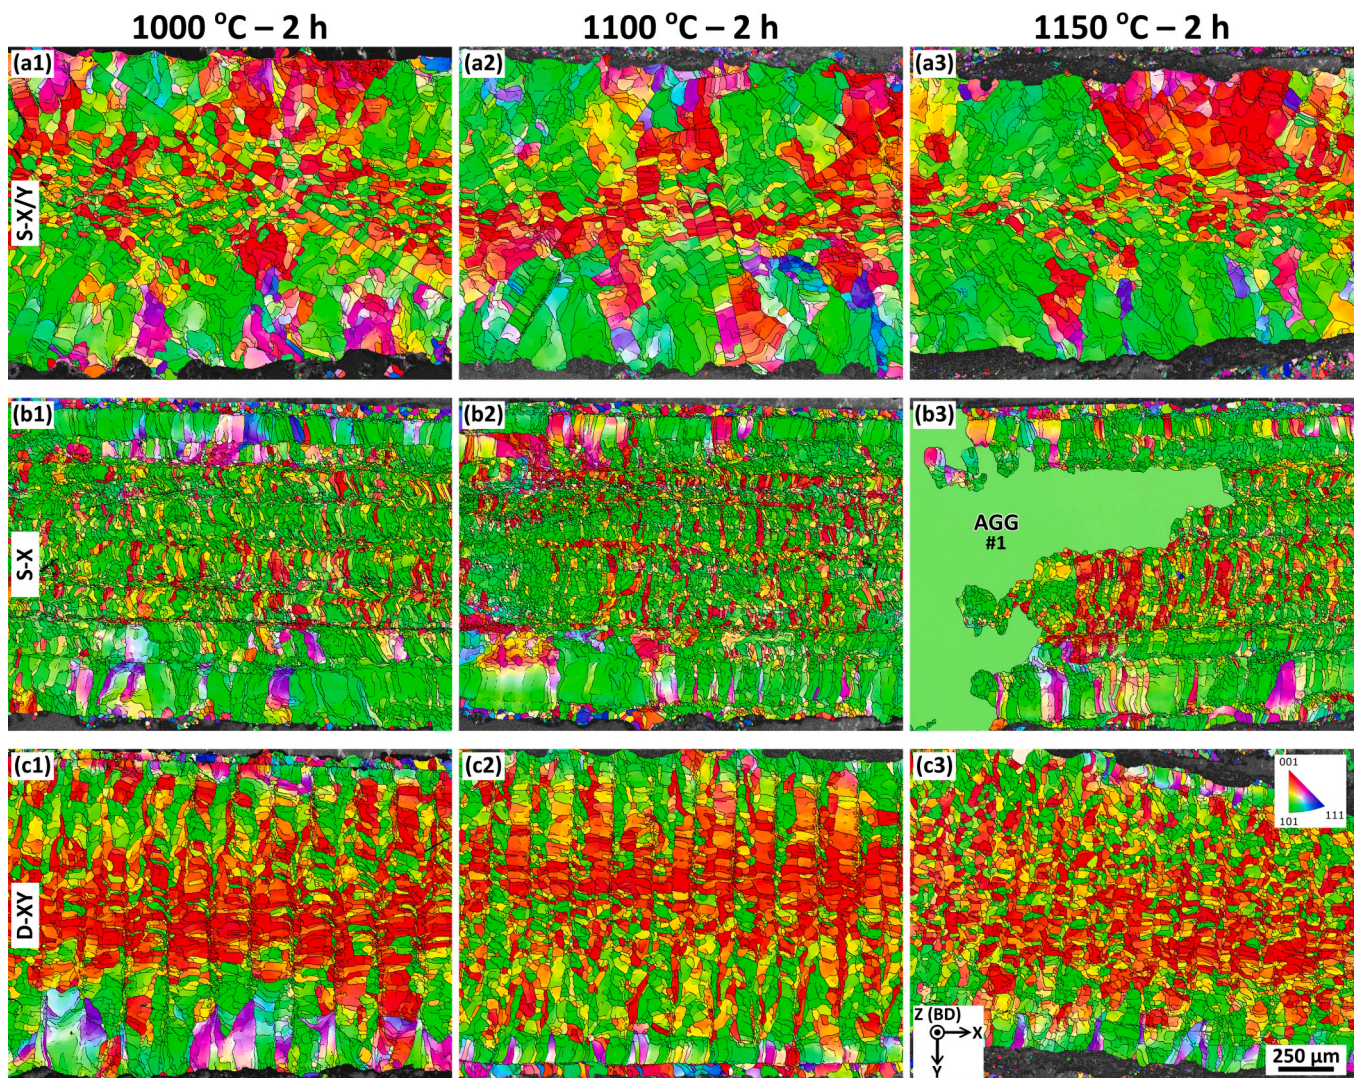 1000 °C – 2 h
1100 °C – 2 h
1150 °C – 2 h
S-X/Y
(a1)
(a2)
(a3)
S-X
(b1)
(b2)
(b3)
AGG
#1
D-XY
(c1)
(c2)
(c3)
001
101
111
Z (BD)
X
Y
250 µm